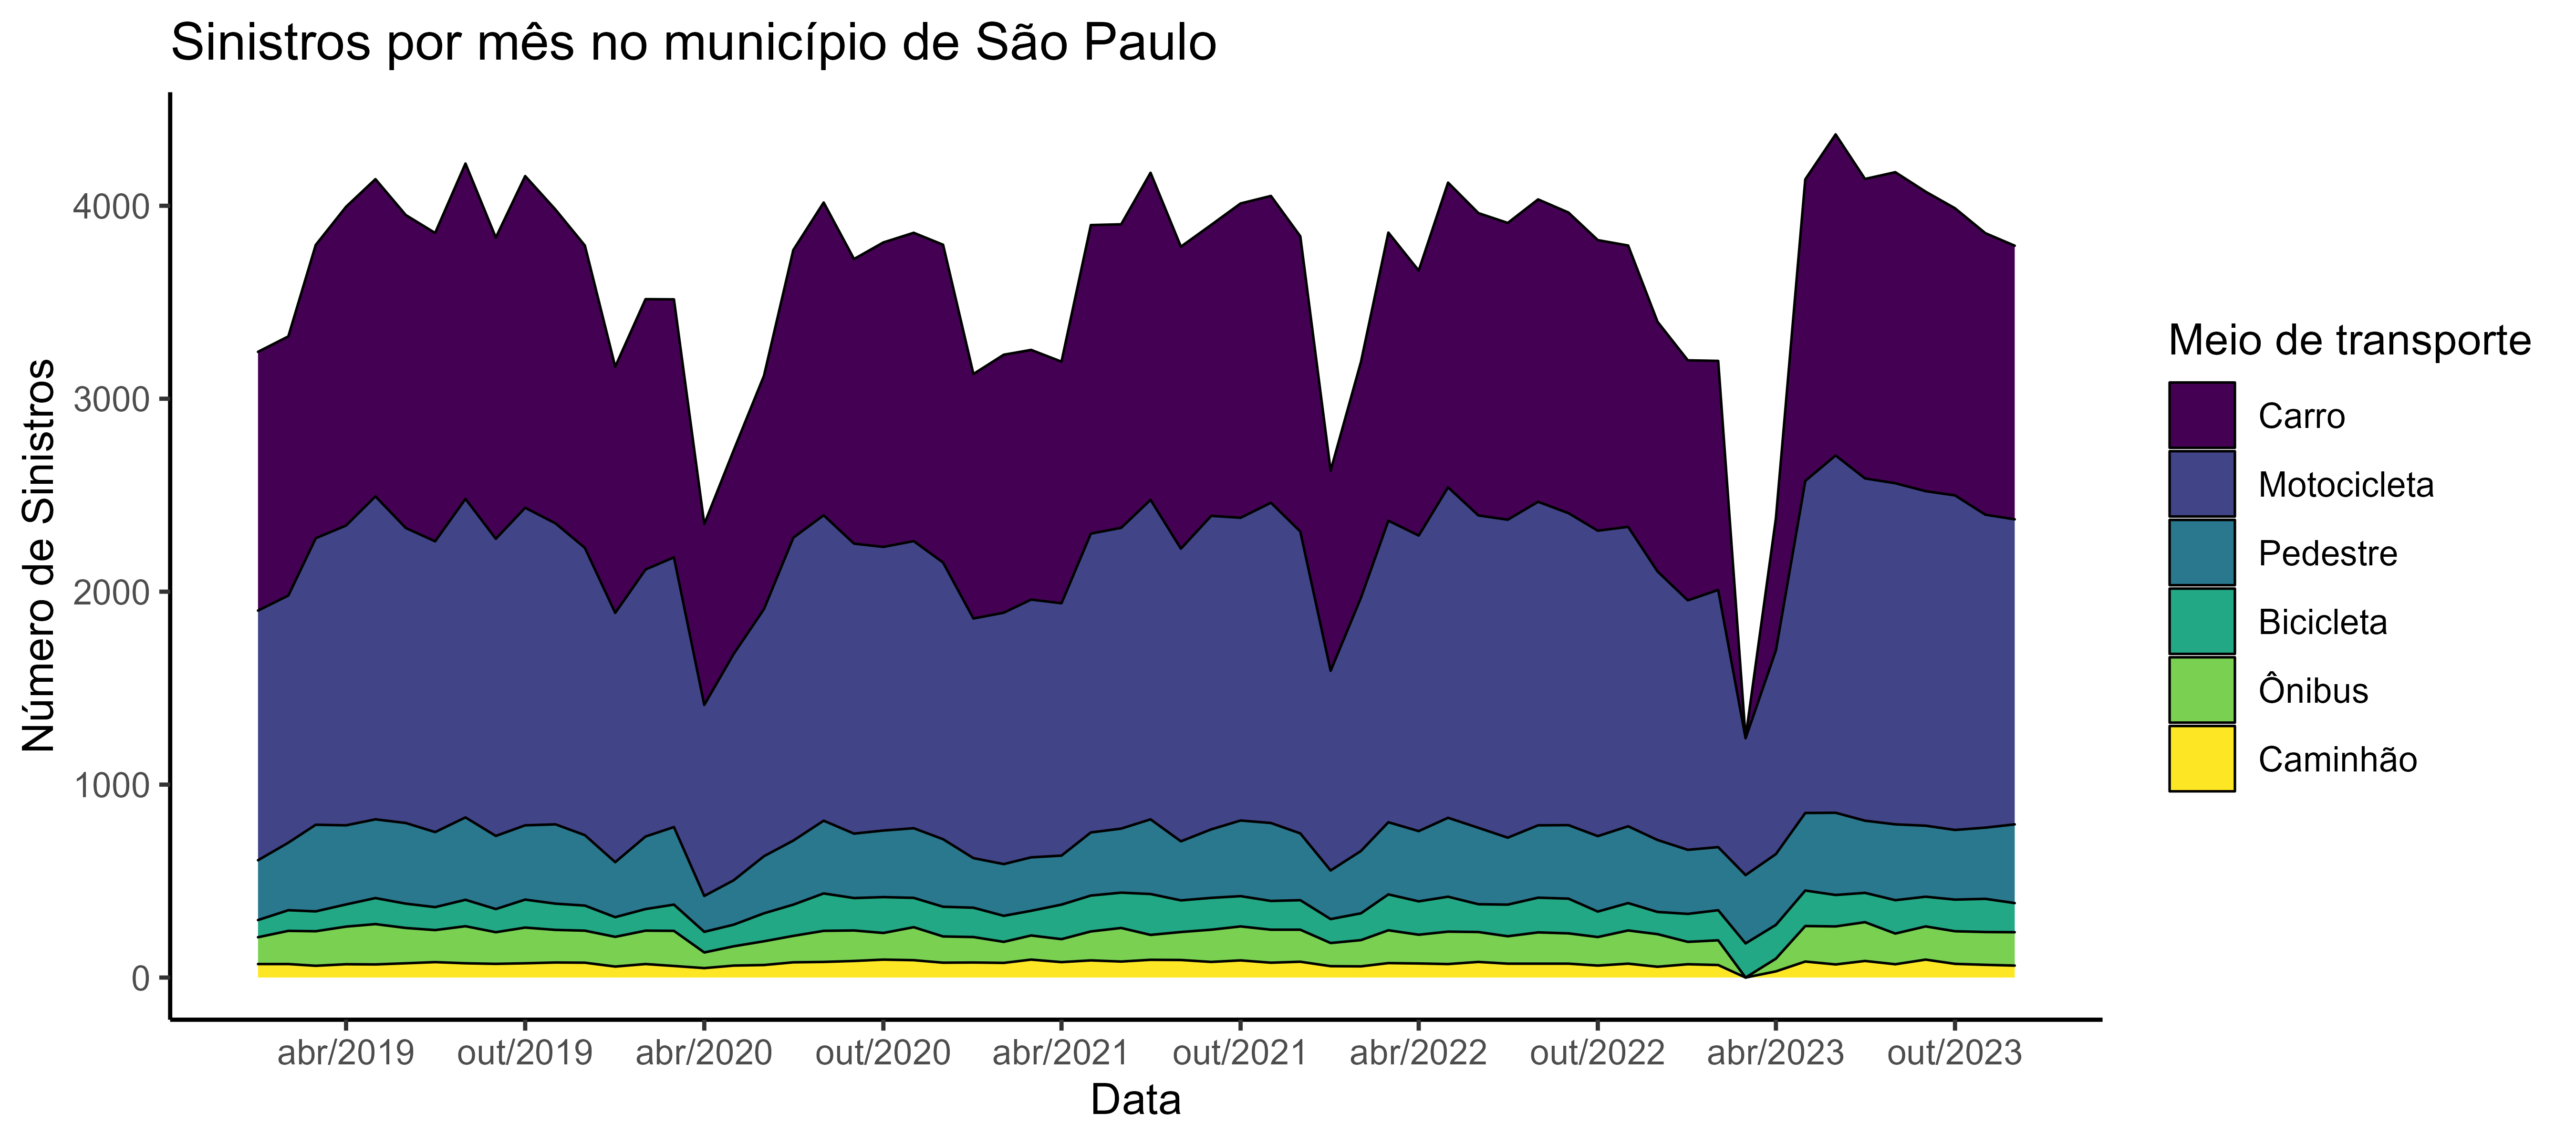 Sinistros por mês no município de São Paulo
Número de Sinistros
4000
3000
2000
1000
0
abr/2019 out/2019 abr/2020 out/2020 abr/2021 out/2021 abr/2022 out/2022 abr/2023 out/2023
Data
Meio de transporte
Carro
Motocicleta
Pedestre
Bicicleta
Ônibus
Caminhão